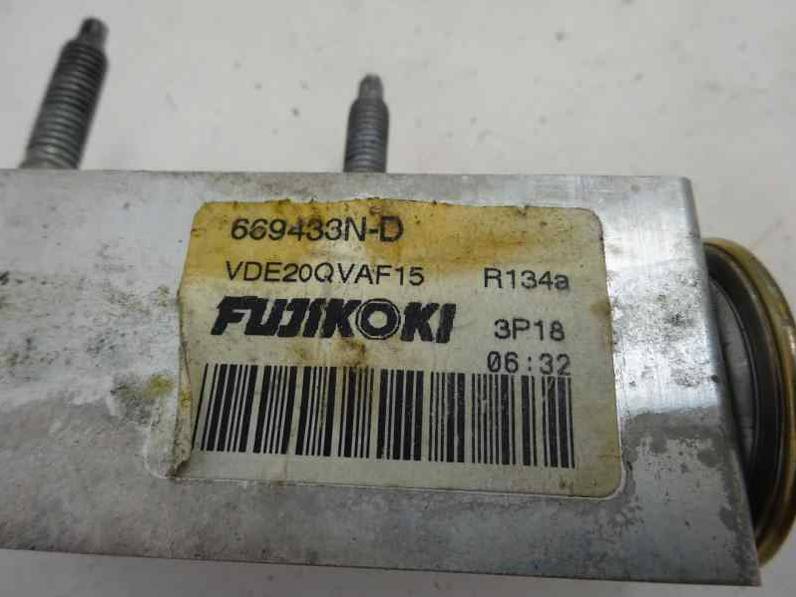 669433N-D
VDE20QVAF15 R134a
FUJIKOKI 3P18
06:32